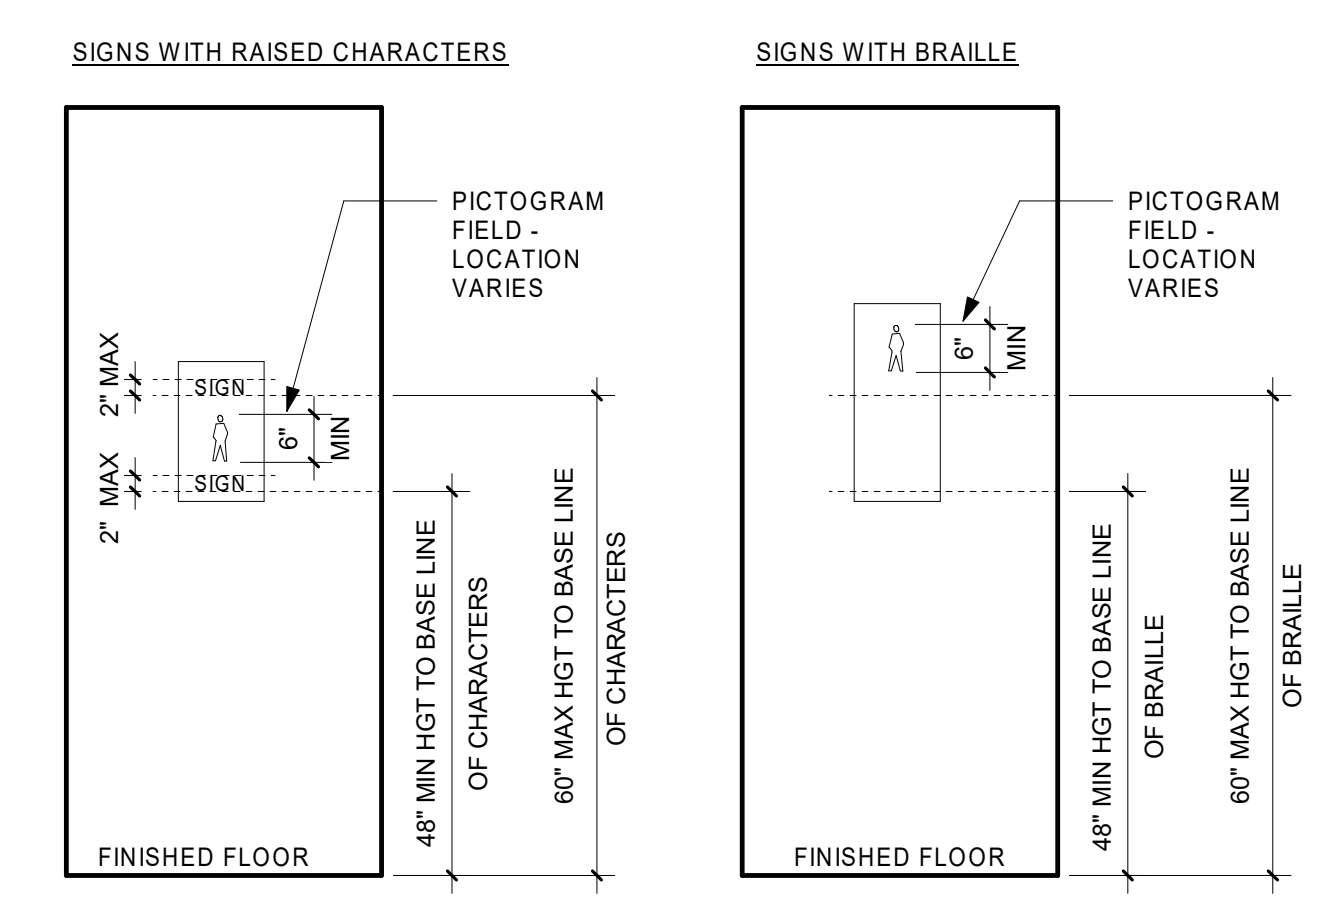 SIGNS WITH RAISED CHARACTERS
PICTOGRAM
FIELD -
LOCATION
VARIES
2" MAX
SIGN
6"
MIN
2" MAX
SIGN
48" MIN HGT TO BASE LINE
OF CHARACTERS
60" MAX HGT TO BASE LINE
OF CHARACTERS
FINISHED FLOOR
SIGNS WITH BRAILLE
PICTOGRAM
FIELD -
LOCATION
VARIES
6"
MIN
48" MIN HGT TO BASE LINE
OF BRAILLE
60" MAX HGT TO BASE LINE
OF BRAILLE
FINISHED FLOOR